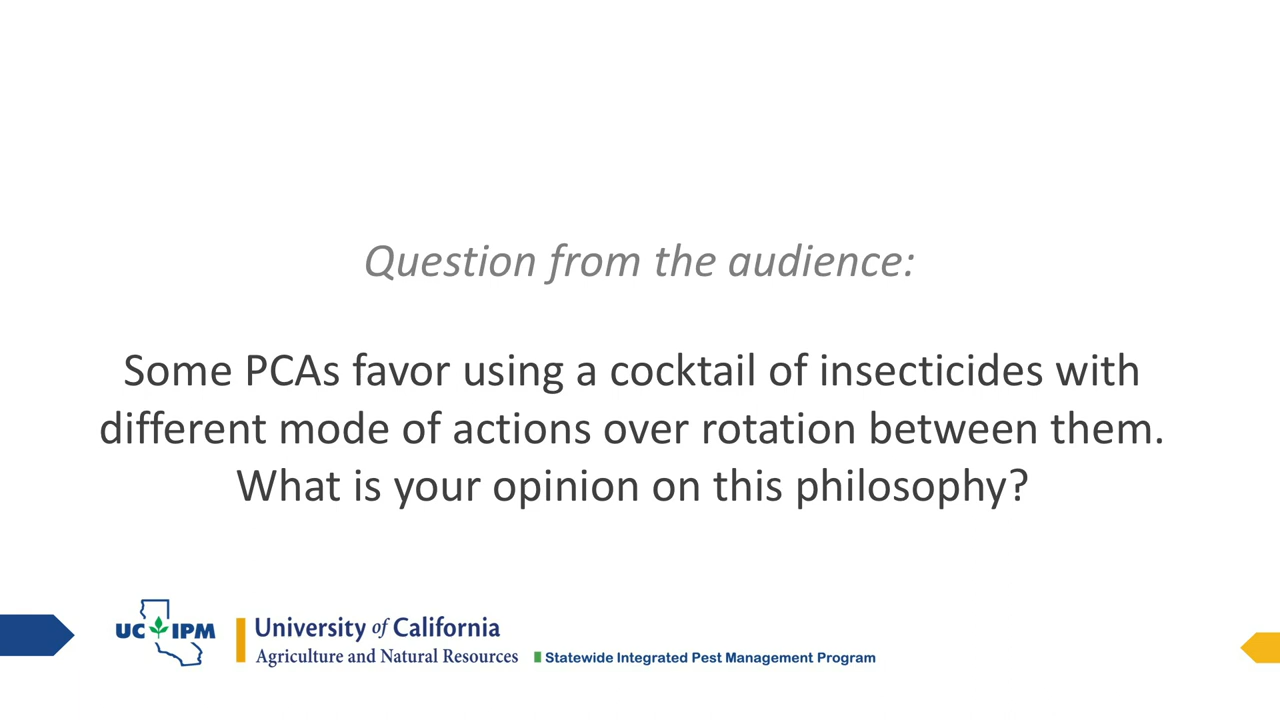 Question from the audience:
Some PCAs favor using a cocktail of insecticides with
different mode of actions over rotation between them.
What is your opinion on this philosophy?
UC IPM
University of California
Agriculture and Natural Resources
Statewide Integrated Pest Management Program